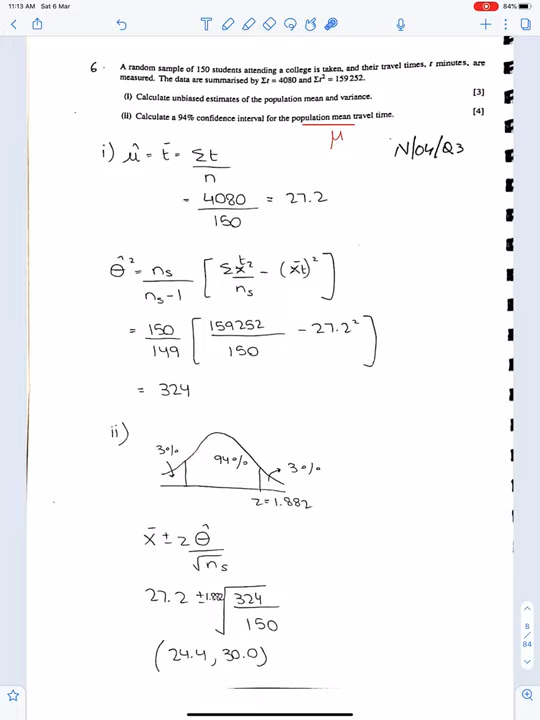 11:13 AM Sat 6 Mar
84%
6. A random sample of 150 students attending a college is taken, and their travel times, t minutes, are
measured. The data are summarised by Σt = 4080 and Σt² = 159 252.
(i) Calculate unbiased estimates of the population mean and variance. [3]
(ii) Calculate a 94% confidence interval for the population mean travel time. [4]
μ
N/04/Q3
i) μ̂ = t̄ = Σt/n
= 4080/150 = 27.2
θ̂² = nₛ/(nₛ-1) [Σt²/nₛ - (x̄t)²]
= 150/149 [159252/150 - 27.2²]
= 324
ii)
3% 94% 3%
z=1.882
x̄ ± z θ̂/√nₛ
27.2 ± 1.882 √(324/150)
(24.4, 30.0)
8
/
84